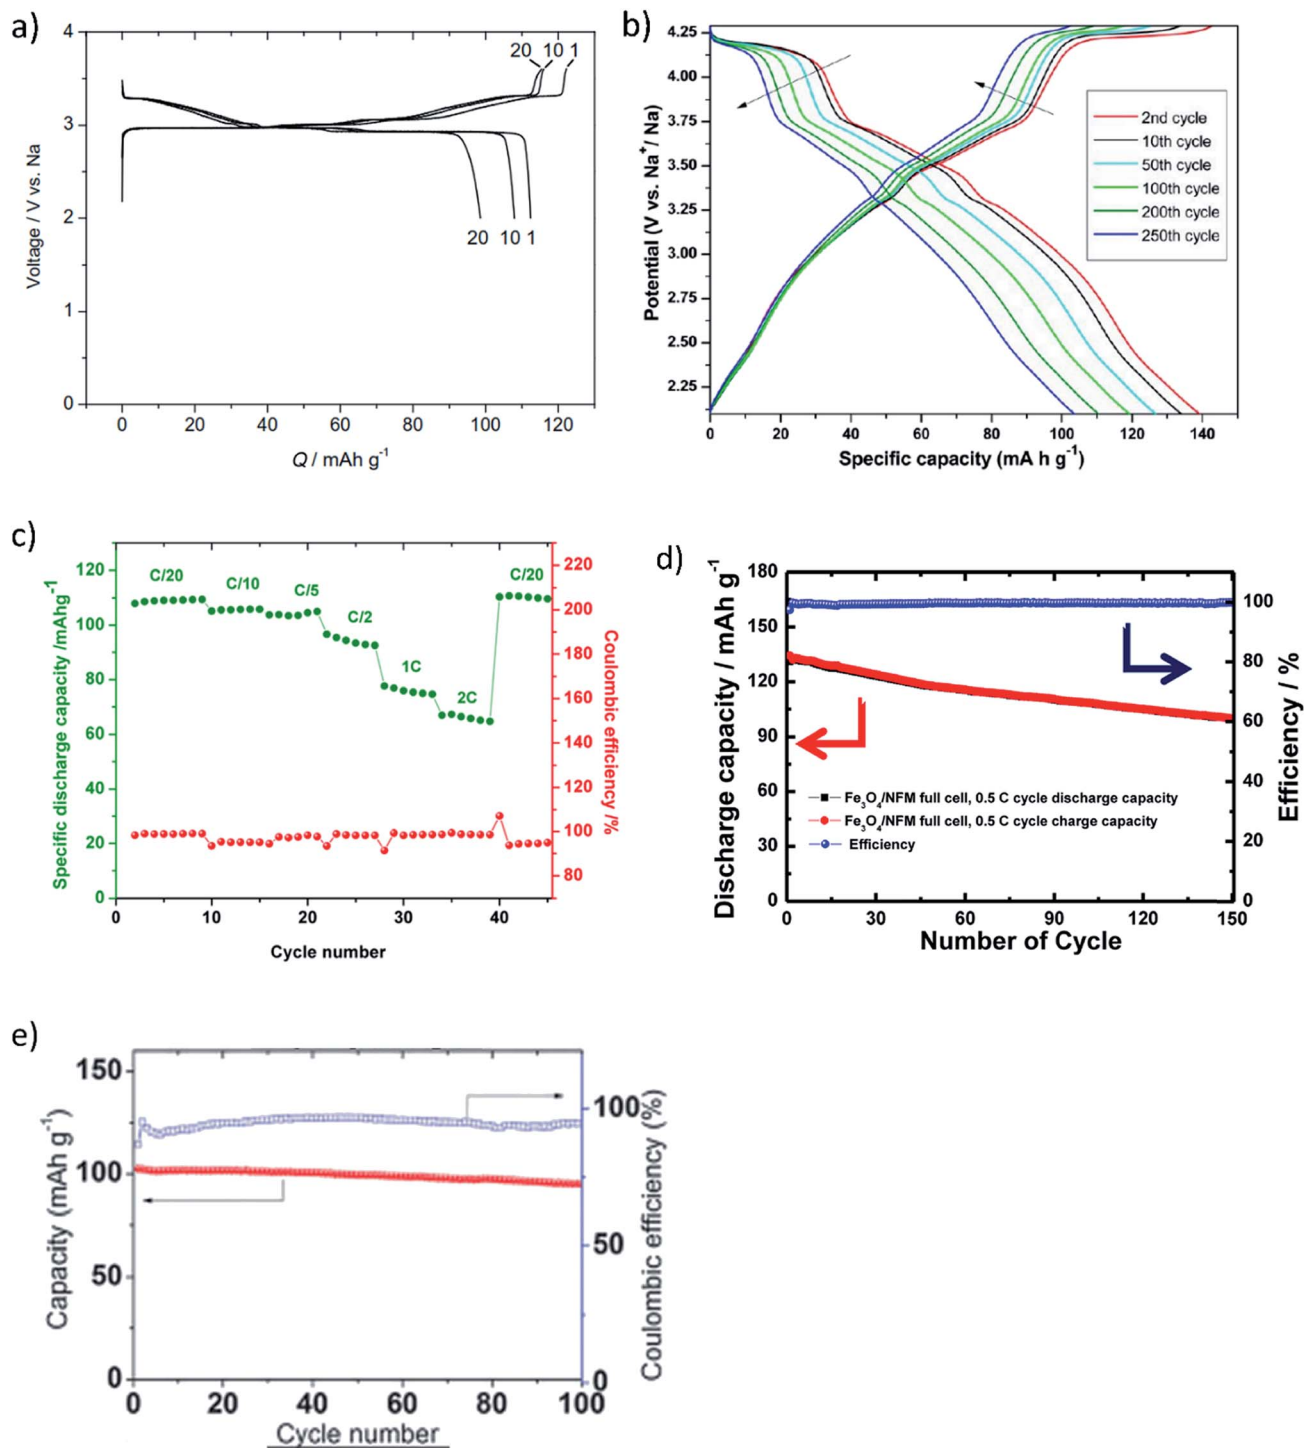 a)
4
3
2
1
0
Voltage / V vs. Na
20 10 1
20 10 1
0 20 40 60 80 100 120
Q / mAh g-1
b)
4.25
4.00
3.75
3.50
3.25
3.00
2.75
2.50
2.25
Potential (V vs. Na+/ Na)
2nd cycle
10th cycle
50th cycle
100th cycle
200th cycle
250th cycle
0 20 40 60 80 100 120 140
Specific capacity (mA h g-1)
c)
120
100
80
60
40
20
0
Specific discharge capacity /mAhg-1
C/20
C/10
C/5
C/2
1C
2C
C/20
220
200
180
160
140
120
100
80
Coulombic efficiency /%
0 10 20 30 40
Cycle number
d)
180
150
120
90
60
30
0
Discharge capacity / mAh g-1
Fe3O4/NFM full cell, 0.5 C cycle discharge capacity
Fe3O4/NFM full cell, 0.5 C cycle charge capacity
Efficiency
100
80
60
40
20
0
Efficiency / %
0 30 60 90 120 150
Number of Cycle
e)
150
100
50
0
Capacity (mAh g-1)
100
50
0
Coulombic efficiency (%)
0 20 40 60 80 100
Cycle number